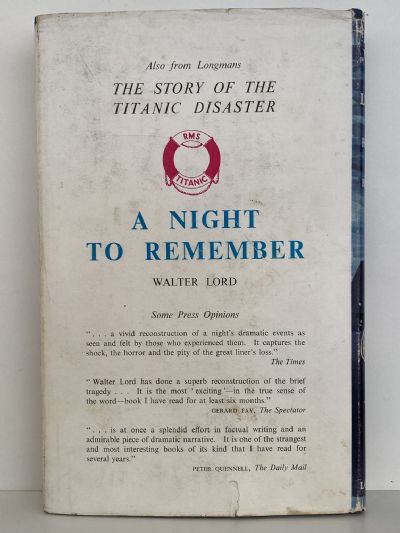 Also from Longmans
THE STORY OF THE
TITANIC DISASTER
RMS
TITANIC
A NIGHT
TO REMEMBER
WALTER LORD
Some Press Opinions
". . . a vivid reconstruction of a night's dramatic events as
seen and felt by those who experienced them. It captures the
shock, the horror and the pity of the great liner's loss."
The Times
"Walter Lord has done a superb reconstruction of the brief
tragedy . . . It is the most 'exciting'—in the true sense of
the word—book I have read for at least six months."
GERARD FAY, The Spectator
". . . is at once a splendid effort in factual writing and an
admirable piece of dramatic narrative. It is one of the strangest
and most interesting books of its kind that I have read for
several years."
PETER QUENNELL, The Daily Mail